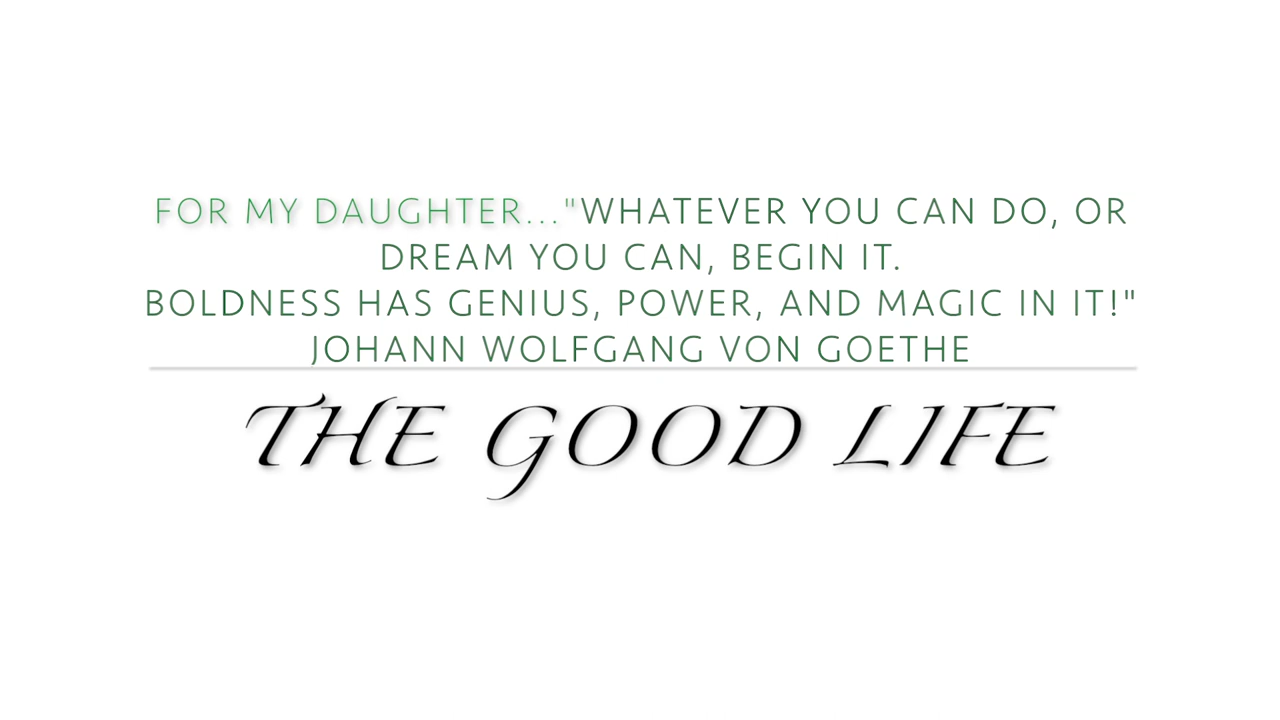 FOR MY DAUGHTER..."WHATEVER YOU CAN DO, OR
DREAM YOU CAN, BEGIN IT.
BOLDNESS HAS GENIUS, POWER, AND MAGIC IN IT!"
JOHANN WOLFGANG VON GOETHE
THE GOOD LIFE